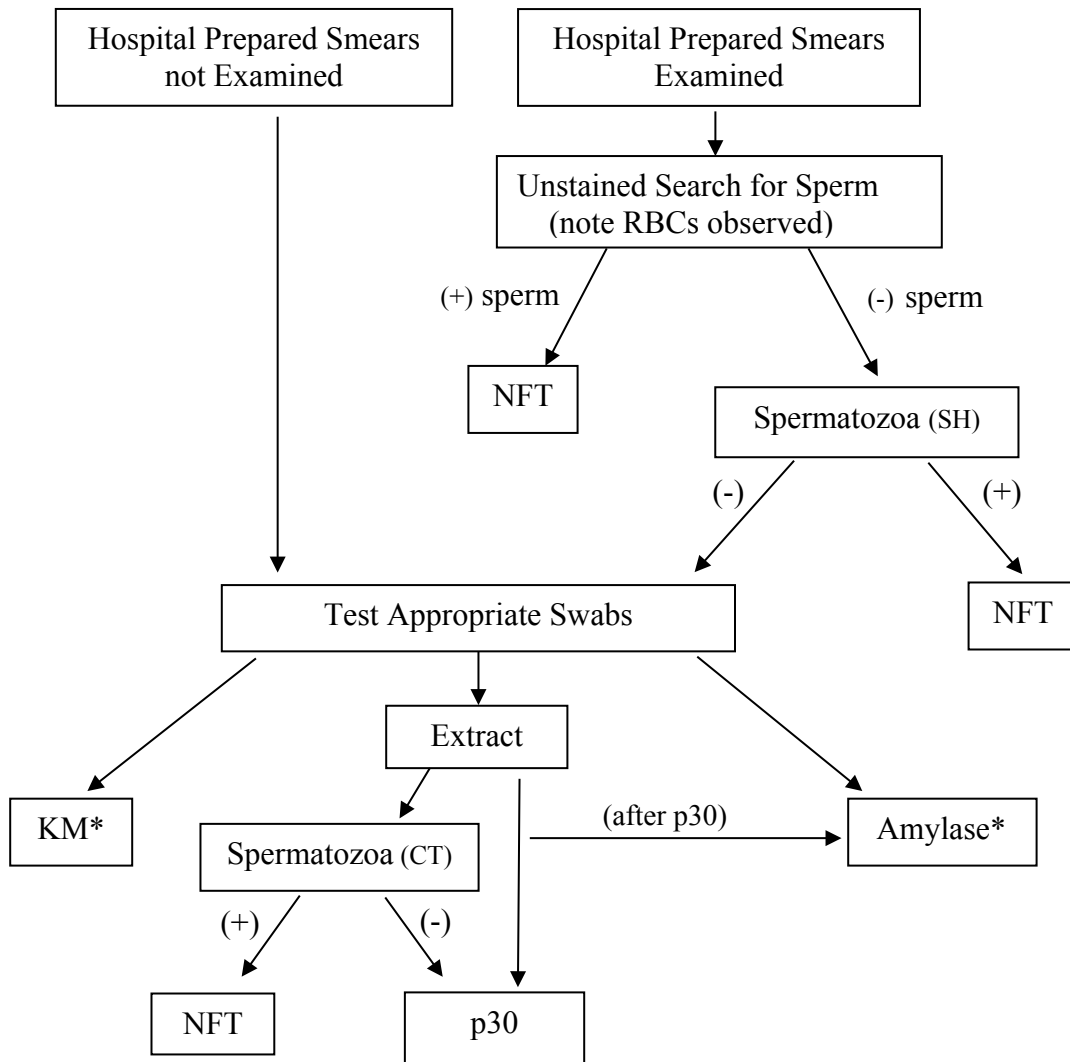 Hospital Prepared Smears
not Examined
Hospital Prepared Smears
Examined
Unstained Search for Sperm
(note RBCs observed)
(+) sperm
(-) sperm
NFT
Spermatozoa (SH)
(-)
(+)
NFT
Test Appropriate Swabs
Extract
KM*
(after p30)
Amylase*
Spermatozoa (CT)
(+)
(-)
NFT
p30